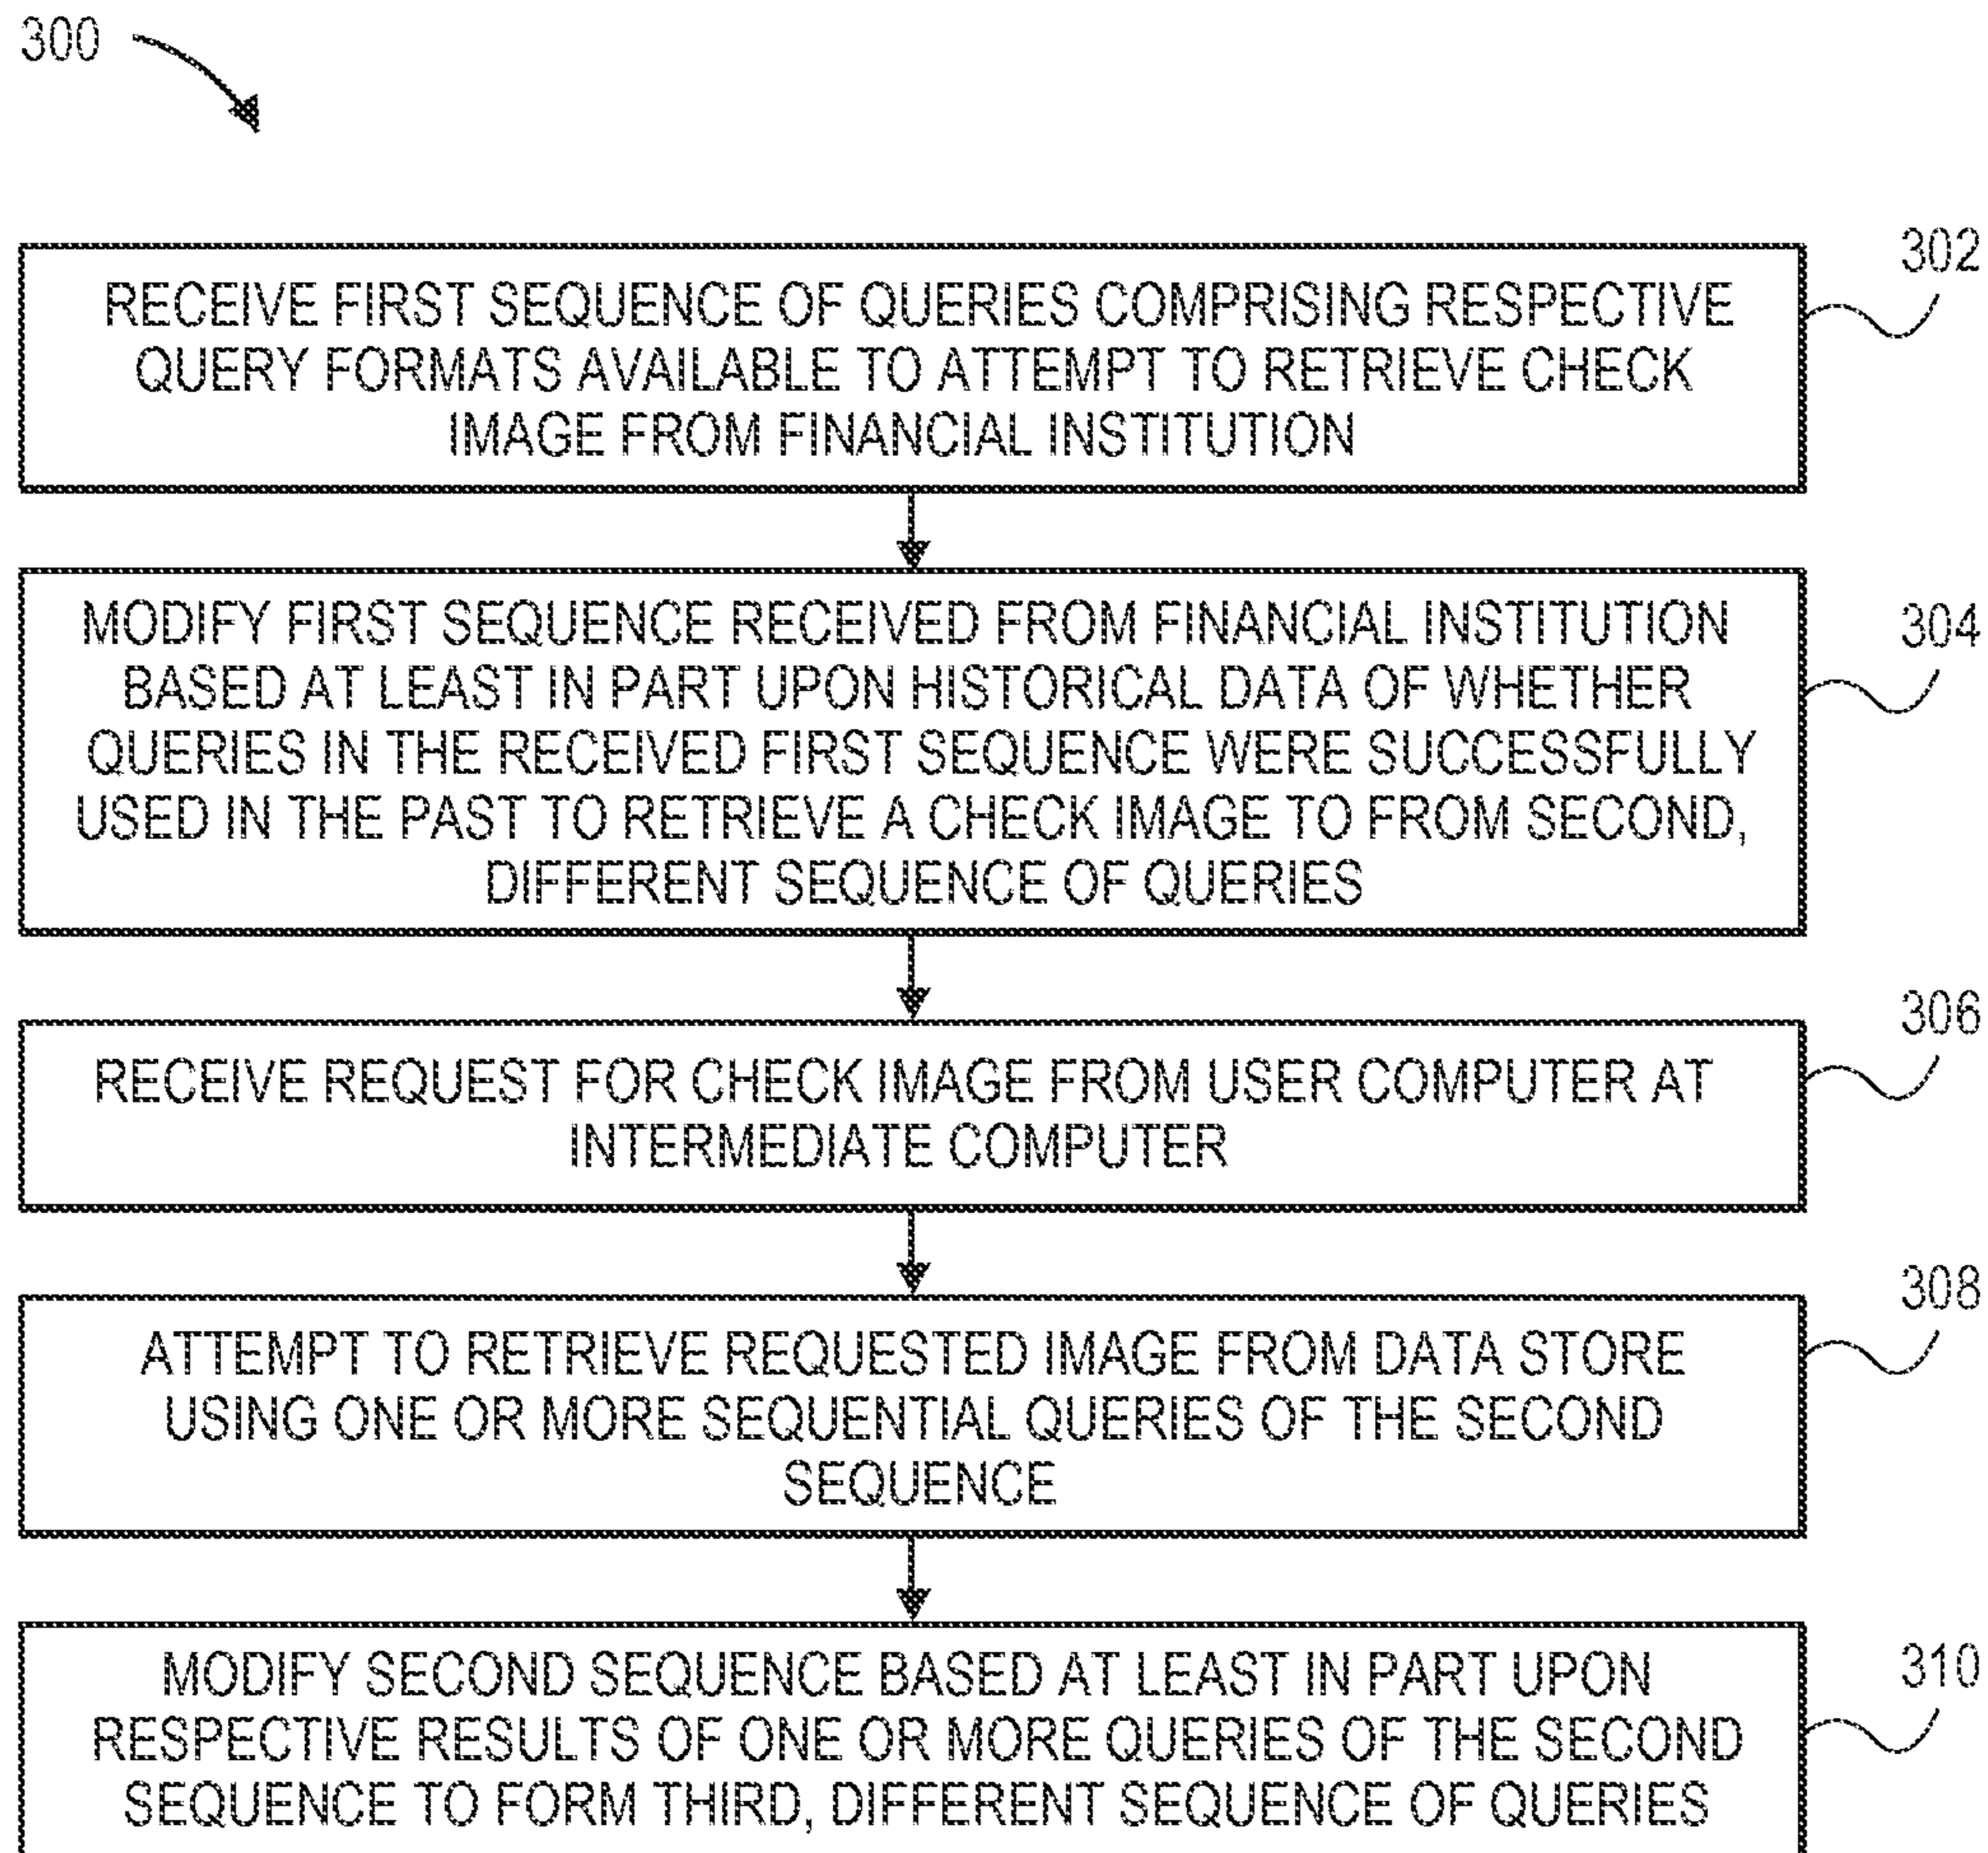 300
302
RECEIVE FIRST SEQUENCE OF QUERIES COMPRISING RESPECTIVE
QUERY FORMATS AVAILABLE TO ATTEMPT TO RETRIEVE CHECK
IMAGE FROM FINANCIAL INSTITUTION
304
MODIFY FIRST SEQUENCE RECEIVED FROM FINANCIAL INSTITUTION
BASED AT LEAST IN PART UPON HISTORICAL DATA OF WHETHER
QUERIES IN THE RECEIVED FIRST SEQUENCE WERE SUCCESSFULLY
USED IN THE PAST TO RETRIEVE A CHECK IMAGE TO FROM SECOND,
DIFFERENT SEQUENCE OF QUERIES
306
RECEIVE REQUEST FOR CHECK IMAGE FROM USER COMPUTER AT
INTERMEDIATE COMPUTER
308
ATTEMPT TO RETRIEVE REQUESTED IMAGE FROM DATA STORE
USING ONE OR MORE SEQUENTIAL QUERIES OF THE SECOND
SEQUENCE
310
MODIFY SECOND SEQUENCE BASED AT LEAST IN PART UPON
RESPECTIVE RESULTS OF ONE OR MORE QUERIES OF THE SECOND
SEQUENCE TO FORM THIRD, DIFFERENT SEQUENCE OF QUERIES